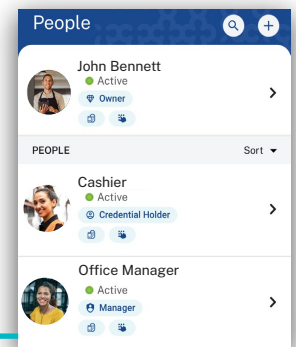 People
John Bennett
Active
Owner
PEOPLE
Sort
Cashier
Active
Credential Holder
Office Manager
Active
Manager